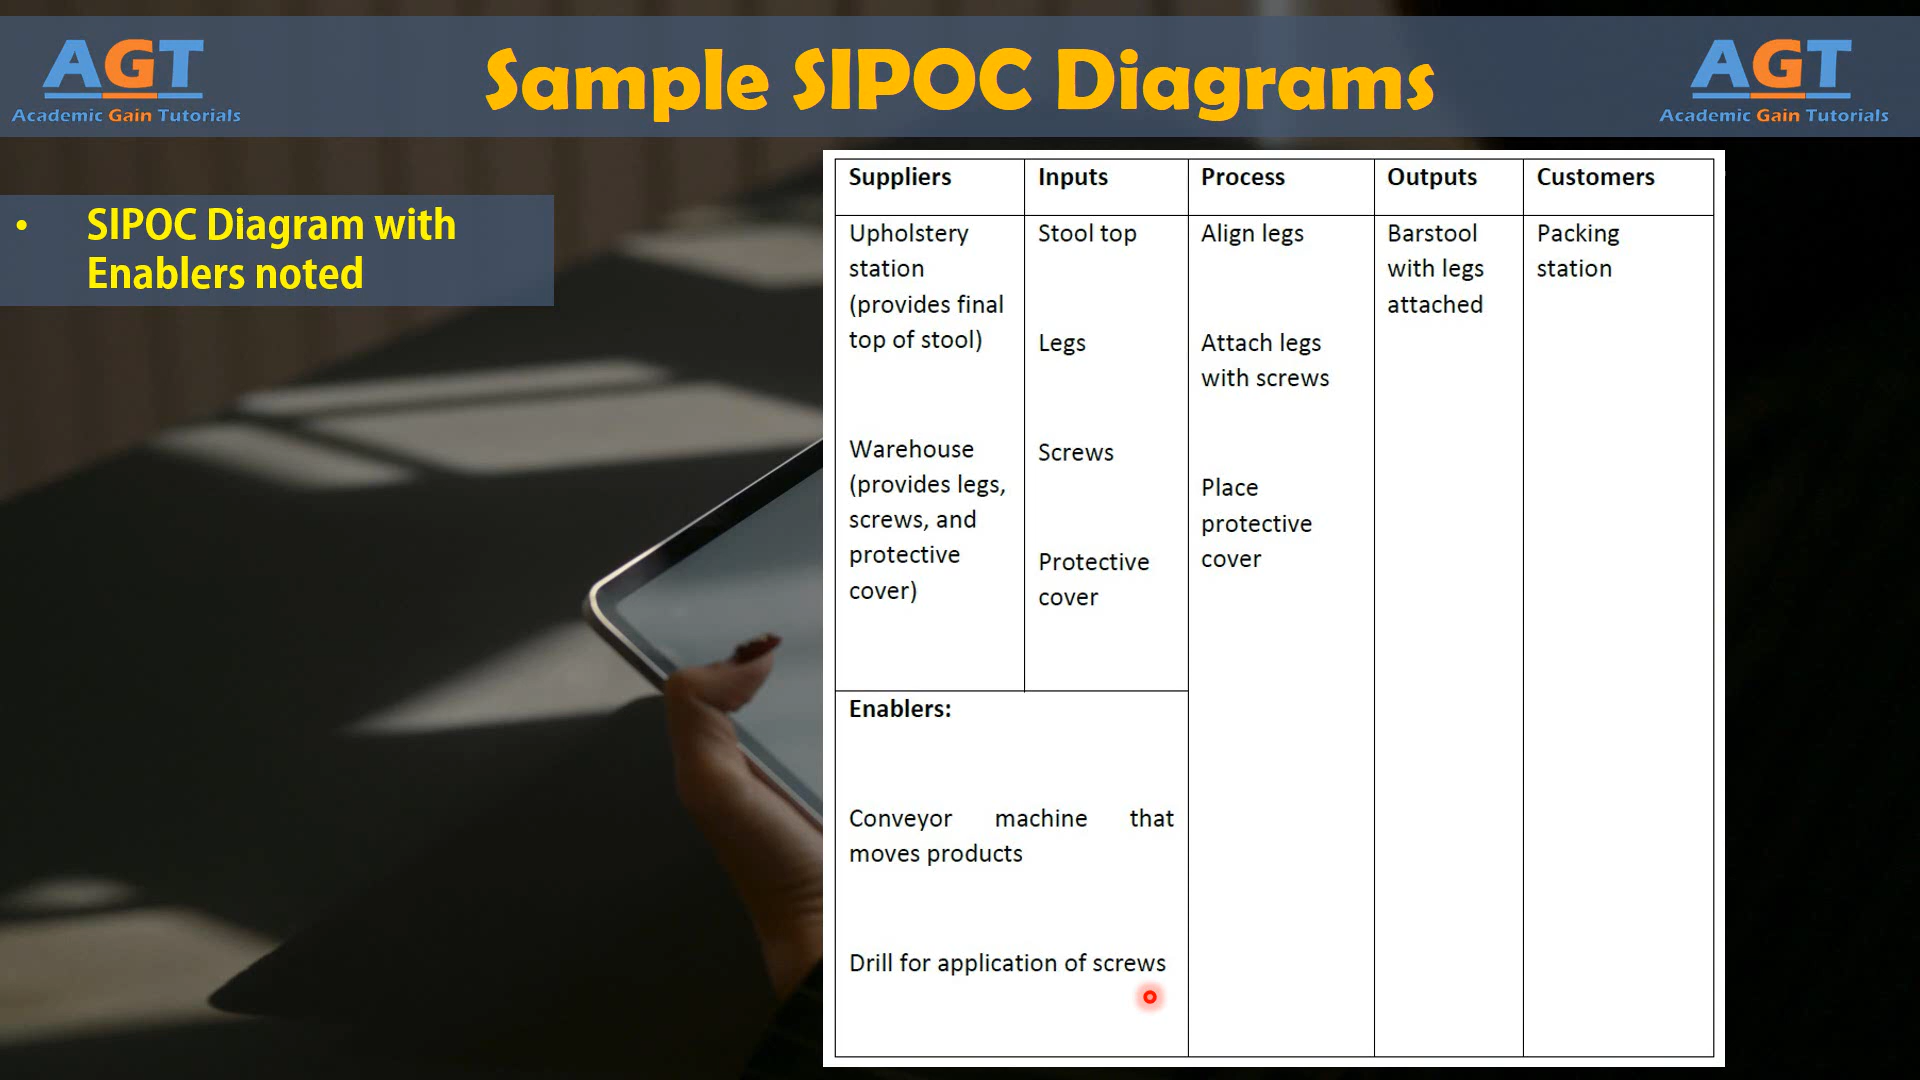 AGT
Academic Gain Tutorials
Sample SIPOC Diagrams
AGT
Academic Gain Tutorials
• SIPOC Diagram with
Enablers noted
Suppliers
Inputs
Process
Outputs
Customers
Upholstery
station
(provides final
top of stool)
Warehouse
(provides legs,
screws, and
protective
cover)
Stool top
Legs
Screws
Protective
cover
Align legs
Attach legs
with screws
Place
protective
cover
Barstool
with legs
attached
Packing
station
Enablers:
Conveyor machine that
moves products
Drill for application of screws